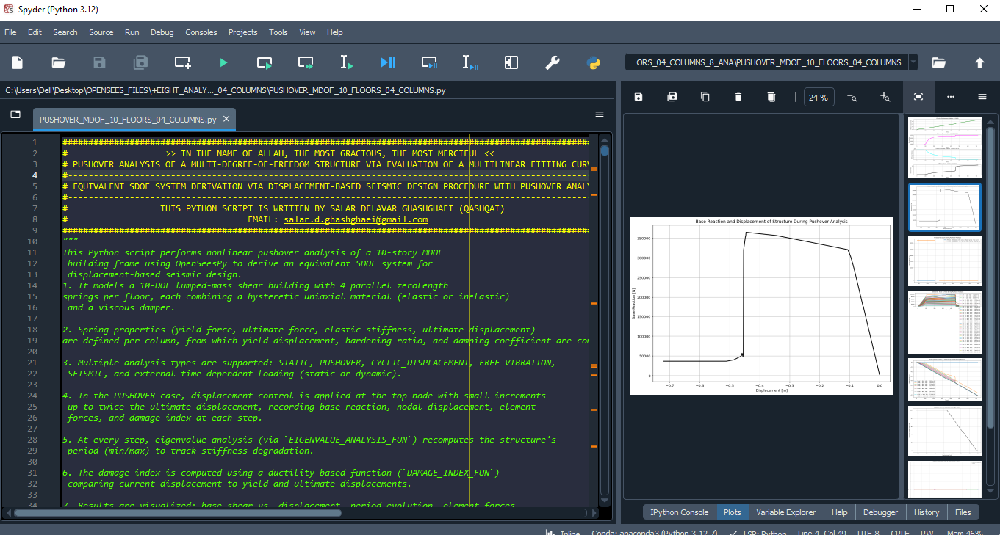 Spyder (Python 3.12)
File Edit Search Source Run Debug Consoles Projects Tools View Help
...ORS_04_COLUMNS_8_ANA\PUSHOVER_MDOF_10_FLOORS_04_COLUMNS
C:\Users\Dell\Desktop\OPENSEES_FILES\+EIGHT_ANALY..._04_COLUMNS\PUSHOVER_MDOF_10_FLOORS_04_COLUMNS.py
PUSHOVER_MDOF_10_FLOORS_04_COLUMNS.py
1 ####################################################################################################
2 # >> IN THE NAME OF ALLAH, THE MOST GRACIOUS, THE MOST MERCIFUL <<
3 # PUSHOVER ANALYSIS OF A MULTI-DEGREE-OF-FREEDOM STRUCTURE VIA EVALUATION OF A MULTILINEAR FITTING CURV
4 #----------------------------------------------------------------------------------------------------
5 # EQUIVALENT SDOF SYSTEM DERIVATION VIA DISPLACEMENT-BASED SEISMIC DESIGN PROCEDURE WITH PUSHOVER ANALY
6 #----------------------------------------------------------------------------------------------------
7 # THIS PYTHON SCRIPT IS WRITTEN BY SALAR DELAVAR GHASHGHAEI (QASHQAI)
8 # EMAIL: salar.d.ghashghaei@gmail.com
9 ####################################################################################################
10 """
11 This Python script performs nonlinear pushover analysis of a 10-story MDOF
12 building frame using OpenSeesPy to derive an equivalent SDOF system for
13 displacement-based seismic design.
14 1. It models a 10-DOF lumped-mass shear building with 4 parallel zeroLength
15 springs per floor, each combining a hysteretic uniaxial material (elastic or inelastic)
16 and a viscous damper.
17
18 2. Spring properties (yield force, ultimate force, elastic stiffness, ultimate displacement)
19 are defined per column, from which yield displacement, hardening ratio, and damping coefficient are com
20
21 3. Multiple analysis types are supported: STATIC, PUSHOVER, CYCLIC_DISPLACEMENT, FREE-VIBRATION,
22 SEISMIC, and external time-dependent loading (static or dynamic).
23
24 4. In the PUSHOVER case, displacement control is applied at the top node with small increments
25 up to twice the ultimate displacement, recording base reaction, nodal displacement, element
26 forces, and damage index at each step.
27
28 5. At every step, eigenvalue analysis (via `EIGENVALUE_ANALYSIS_FUN`) recomputes the structure's
29 period (min/max) to track stiffness degradation.
30
31 6. The damage index is computed using a ductility-based function (`DAMAGE_INDEX_FUN`)
32 comparing current displacement to yield and ultimate displacements.
33
34 7. Results are visualized: base shear vs. displacement, period evolution, element forces
24 %
Base Reaction and Displacement of Structure During Pushover Analysis
Base Reaction [N]
350000
300000
250000
200000
150000
100000
50000
0
−0.7 −0.6 −0.5 −0.4 −0.3 −0.2 −0.1 0.0
Displacement [m]
IPython Console Plots Variable Explorer Help Debugger History Files
Inline Conda: anaconda3 (Python 3.12.7) LSP: Python Line 4, Col 49 UTF-8 CRLF RW Mem 46%